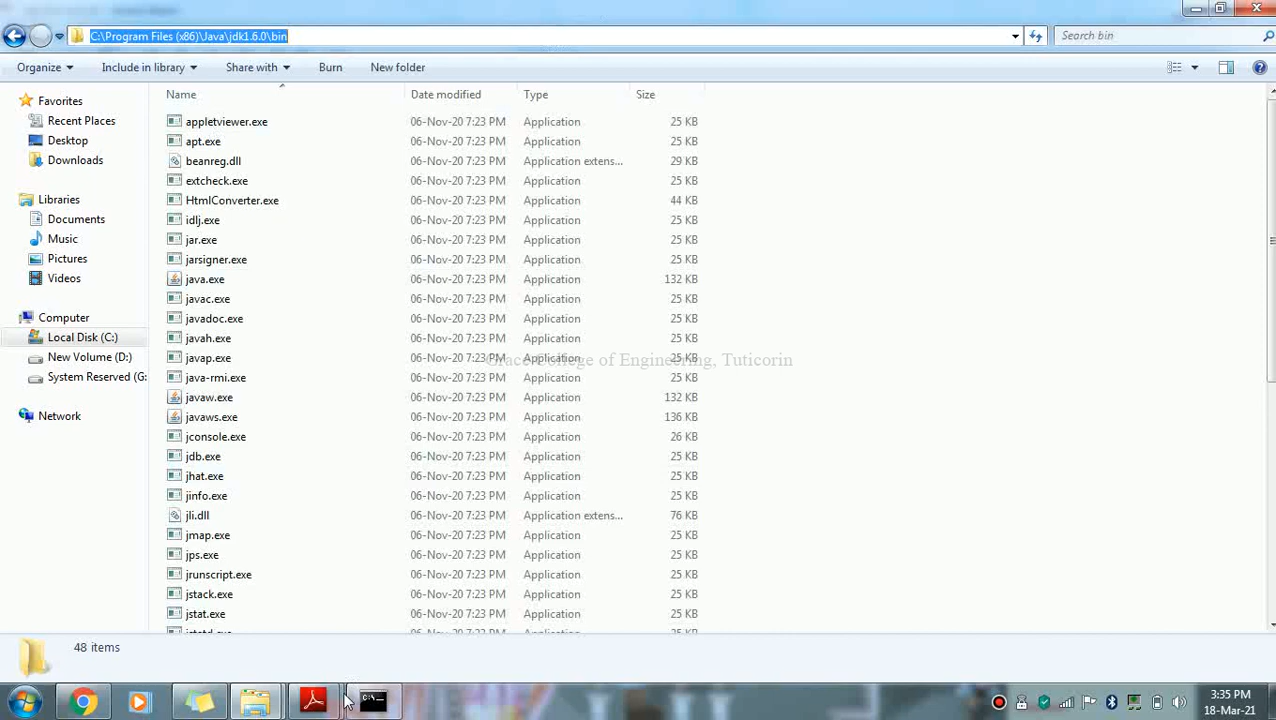 C:\Program Files (x86)\Java\jdk1.6.0\bin
Search bin
Organize Include in library Share with Burn New folder
Name Date modified Type Size
Favorites
Recent Places
Desktop
Downloads
Libraries
Documents
Music
Pictures
Videos
Computer
Local Disk (C:)
New Volume (D:)
System Reserved (G:
Network
appletviewer.exe 06-Nov-20 7:23 PM Application 25 KB
apt.exe 06-Nov-20 7:23 PM Application 25 KB
beanreg.dll 06-Nov-20 7:23 PM Application extens... 29 KB
extcheck.exe 06-Nov-20 7:23 PM Application 25 KB
HtmlConverter.exe 06-Nov-20 7:23 PM Application 44 KB
idlj.exe 06-Nov-20 7:23 PM Application 25 KB
jar.exe 06-Nov-20 7:23 PM Application 25 KB
jarsigner.exe 06-Nov-20 7:23 PM Application 25 KB
java.exe 06-Nov-20 7:23 PM Application 132 KB
javac.exe 06-Nov-20 7:23 PM Application 25 KB
javadoc.exe 06-Nov-20 7:23 PM Application 25 KB
javah.exe 06-Nov-20 7:23 PM Application 25 KB
javap.exe 06-Nov-20 7:23 PM Application 25 KB
Grace College of Engineering, Tuticorin
java-rmi.exe 06-Nov-20 7:23 PM Application 25 KB
javaw.exe 06-Nov-20 7:23 PM Application 132 KB
javaws.exe 06-Nov-20 7:23 PM Application 136 KB
jconsole.exe 06-Nov-20 7:23 PM Application 26 KB
jdb.exe 06-Nov-20 7:23 PM Application 25 KB
jhat.exe 06-Nov-20 7:23 PM Application 25 KB
jinfo.exe 06-Nov-20 7:23 PM Application 25 KB
jli.dll 06-Nov-20 7:23 PM Application extens... 76 KB
jmap.exe 06-Nov-20 7:23 PM Application 25 KB
jps.exe 06-Nov-20 7:23 PM Application 25 KB
jrunscript.exe 06-Nov-20 7:23 PM Application 25 KB
jstack.exe 06-Nov-20 7:23 PM Application 25 KB
jstat.exe 06-Nov-20 7:23 PM Application 25 KB
48 items
3:35 PM
18-Mar-21